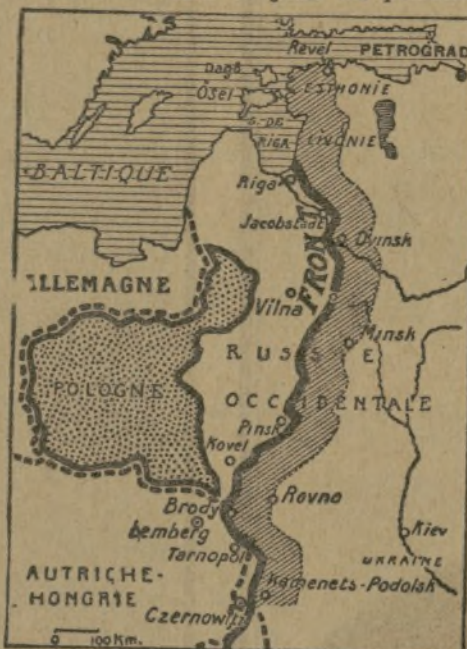 Revel
PETROGRAD
Dagö
Ösel
ESTHONIE
G. DE
RIGA
LIVONIE
BALTIQUE
Riga
Jacobstadt
Dvinsk
FRONT
ALLEMAGNE
Vilna
Minsk
RUSSIE
POLOGNE
OCCIDENTALE
Pinsk
Kovel
Brody
Rovno
Lemberg
Kiev
Tarnopol
UKRAINE
AUTRICHE-
HONGRIE
Kamenets-Podolsk
Czernowitz
0 100 Km.